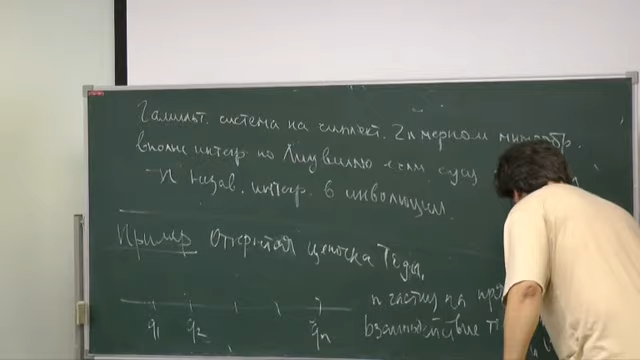 Гамильт. система на симплект. 2n мерном многообр.
вполне интегр по Лиувиллю если сущ
n незав. интегр. в инволюции.
Пример Открытая цепочка Тоды.
n частиц на
q1 q2 qn
взаимодействие